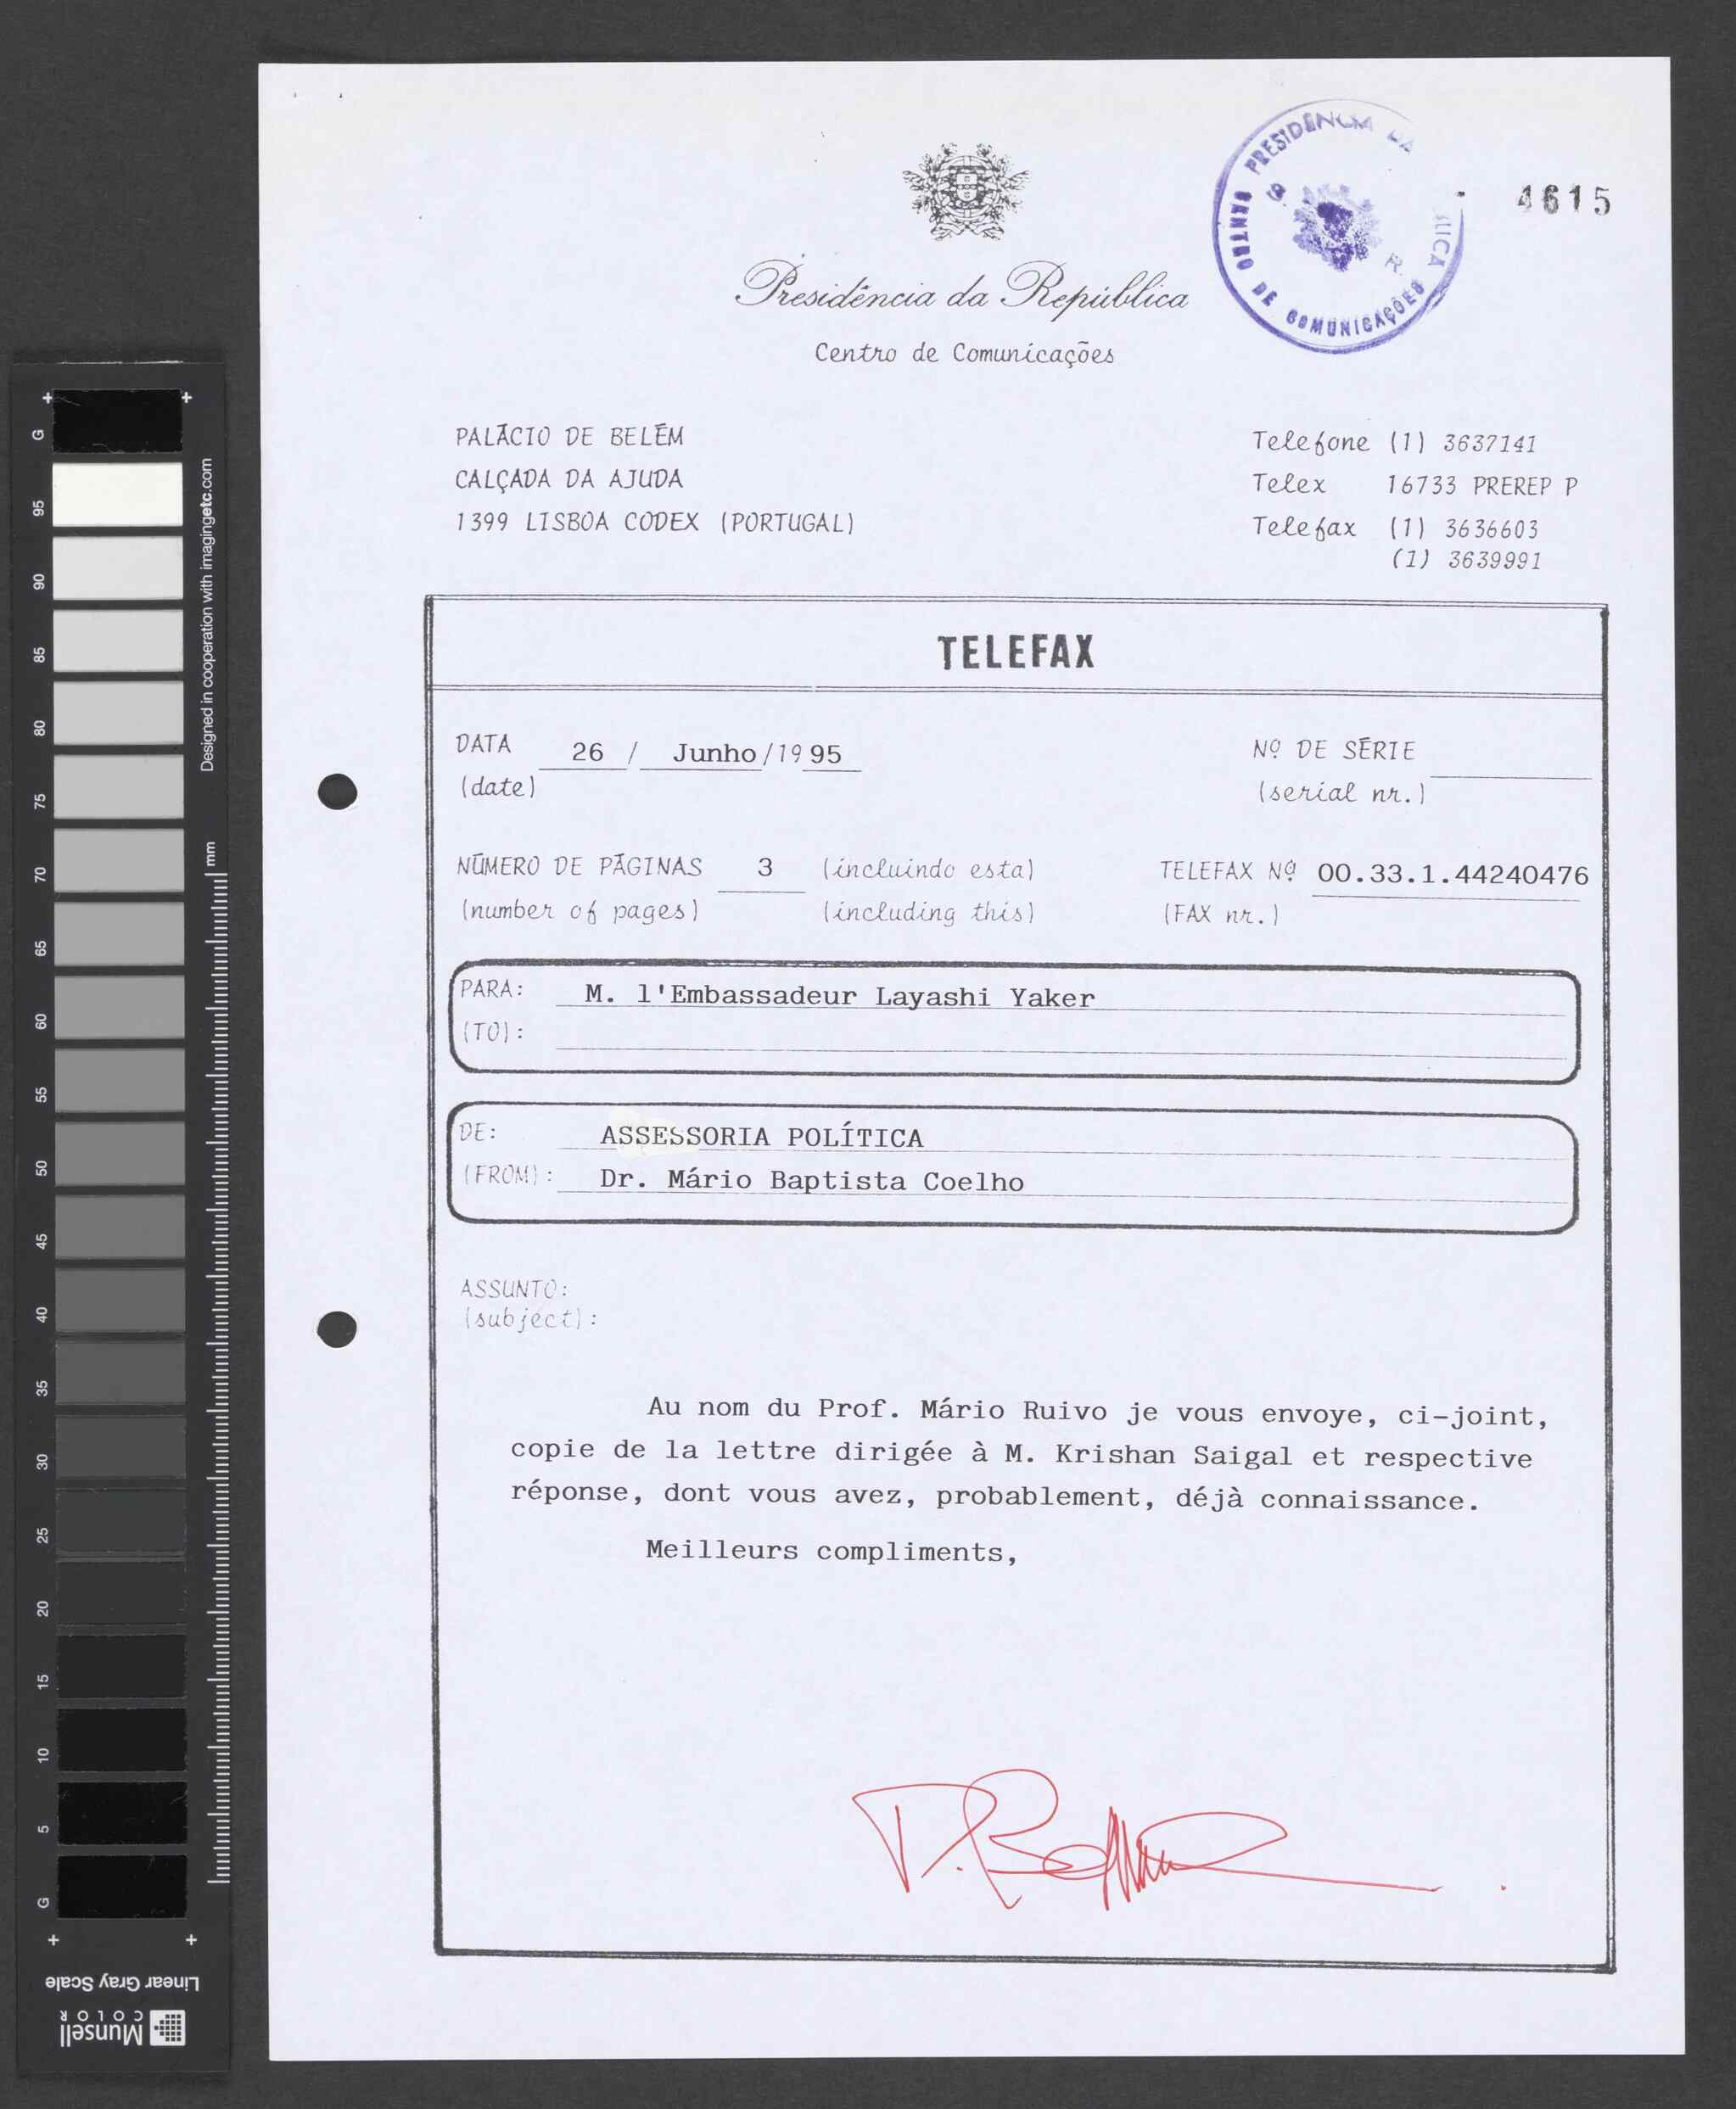 4615
PRESIDENCIA DA
CENTRO DE COMUNICAÇÕES
Presidência da República
Centro de Comunicações
PALÁCIO DE BELÉM
CALÇADA DA AJUDA
1399 LISBOA CODEX (PORTUGAL)
Telefone (1) 3637141
Telex 16733 PREREP P
Telefax (1) 3636603
(1) 3639991
TELEFAX
DATA 26 / Junho/1995
(date)
Nº DE SÉRIE
(serial nr.)
NÚMERO DE PÁGINAS 3 (incluindo esta)
(number of pages) (including this)
TELEFAX Nº 00.33.1.44240476
(FAX nr.)
PARA: M. l'Embassadeur Layashi Yaker
(TO):
DE: ASSESSORIA POLÍTICA
(FROM): Dr. Mário Baptista Coelho
ASSUNTO:
(subject):
Au nom du Prof. Mário Ruivo je vous envoye, ci-joint,
copie de la lettre dirigée à M. Krishan Saigal et respective
réponse, dont vous avez, probablement, déjà connaissance.
Meilleurs compliments,
G
95
90
85
80
75
70
65
60
55
50
45
40
35
30
25
20
15
10
5
G
Designed in cooperation with imagingetc.com
mm
Linear Gray Scale
Munsell
COLOR